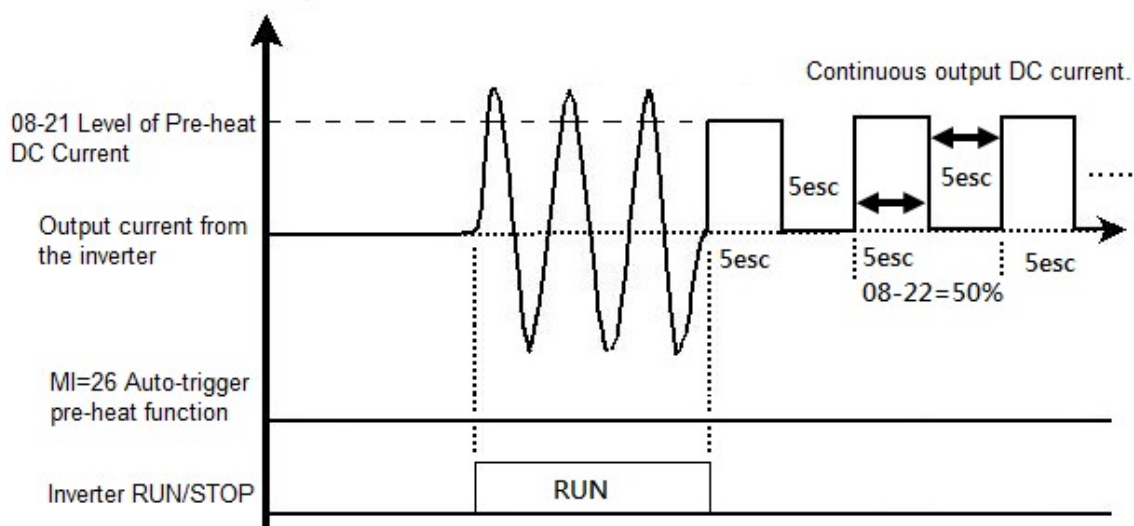 Continuous output DC current.
08-21 Level of Pre-heat
DC Current
5esc
5esc
Output current from
the inverter
5esc
5esc
5esc
08-22=50%
MI=26 Auto-trigger
pre-heat function
Inverter RUN/STOP
RUN